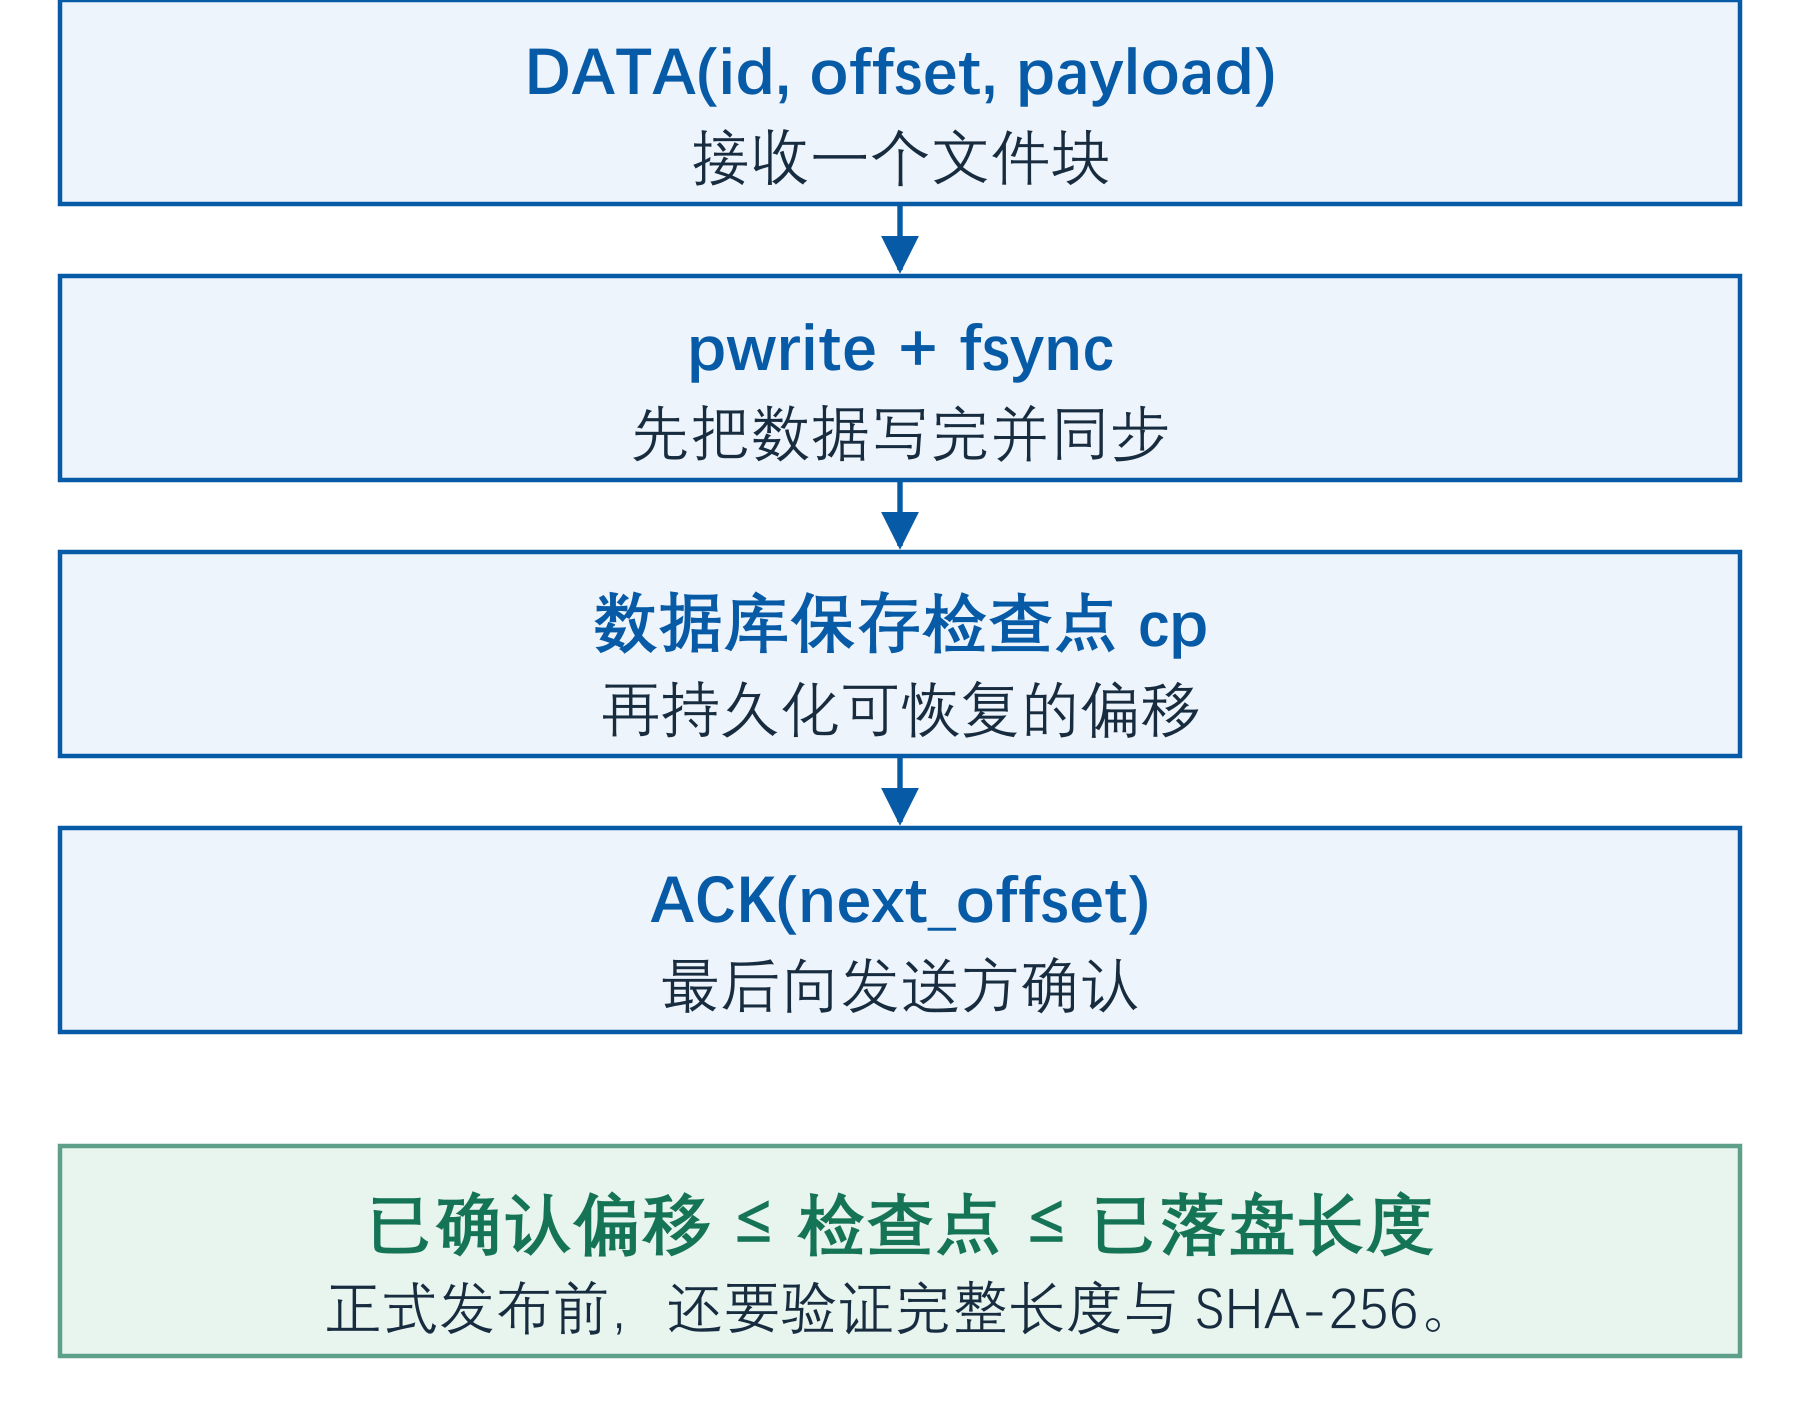 DATA(id, offset, payload)
接收一个文件块
pwrite + fsync
先把数据写完并同步
数据库保存检查点 cp
再持久化可恢复的偏移
ACK(next_offset)
最后向发送方确认
已确认偏移 ≤ 检查点 ≤ 已落盘长度
正式发布前，还要验证完整长度与 SHA-256。